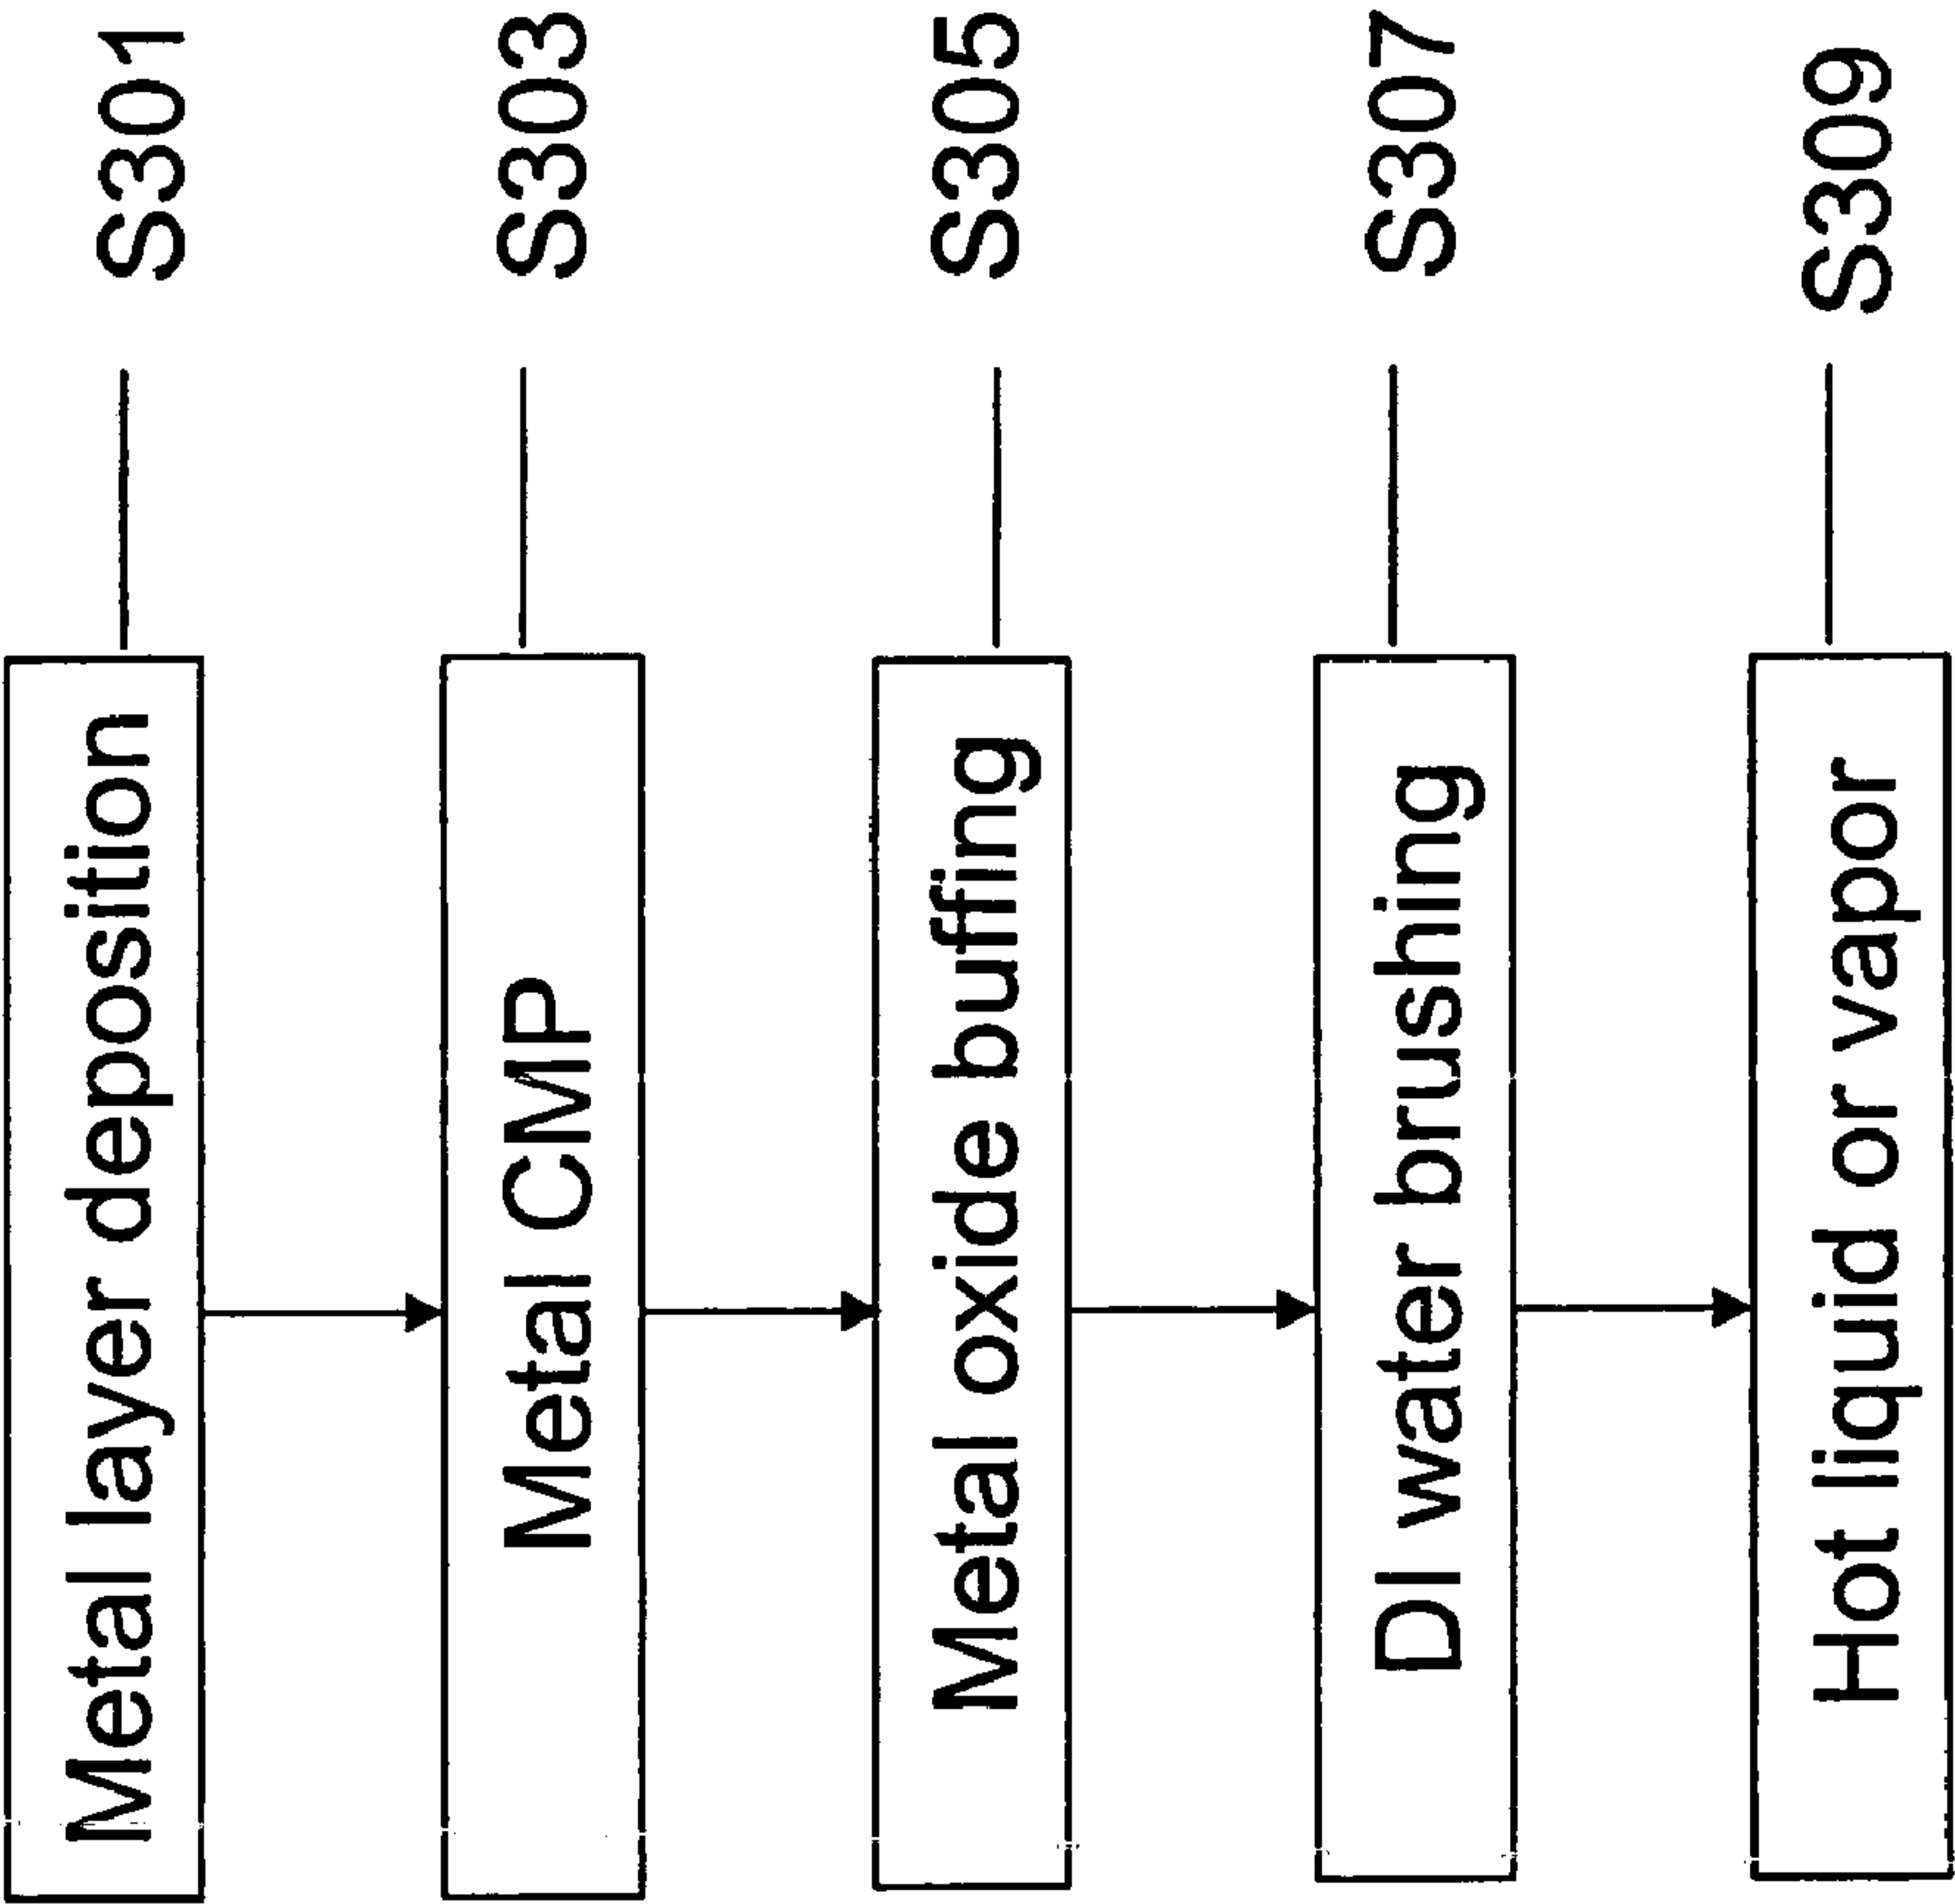 Metal layer deposition
S301
Metal CMP
S303
Metal oxide buffing
S305
DI water brushing
S307
Hot liquid or vapor
S309